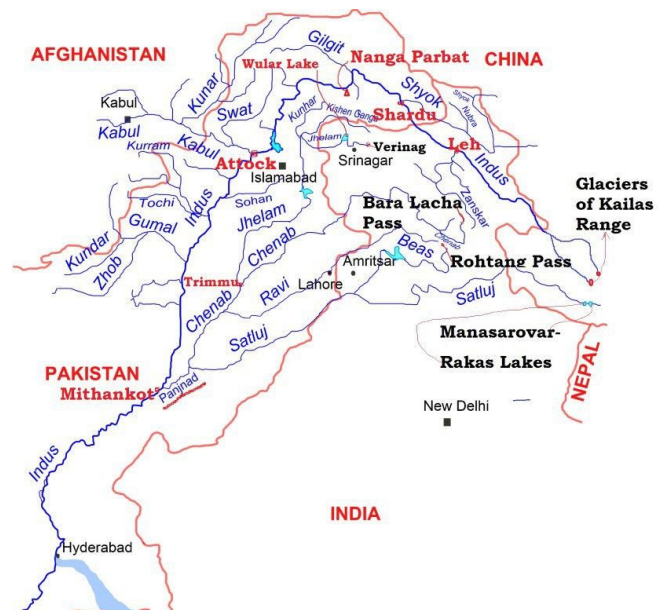 AFGHANISTAN
Gilgit
Nanga Parbat
Wular Lake
CHINA
Kunar
Shyok
Kabul
Swat
Kunhar
Kishen Ganga
Shardu
Shyok
Nubra
Kabul
Kabul
Jhelam
Verinag
Kurram
Attock
Srinagar
Leh
Indus
Islamabad
Glaciers
of Kailas
Range
Tochi
Indus
Sohan
Bara Lacha
Pass
Zanskar
Gumal
Jhelam
Kundar
Zhob
Chenab
Beas
Chenab
Rohtang Pass
Amritsar
Trimmu
Lahore
Satluj
Chenab
Ravi
Satluj
Manasarovar-
Rakas Lakes
PAKISTAN
Mithankot
Panjnad
NEPAL
New Delhi
Indus
INDIA
Hyderabad